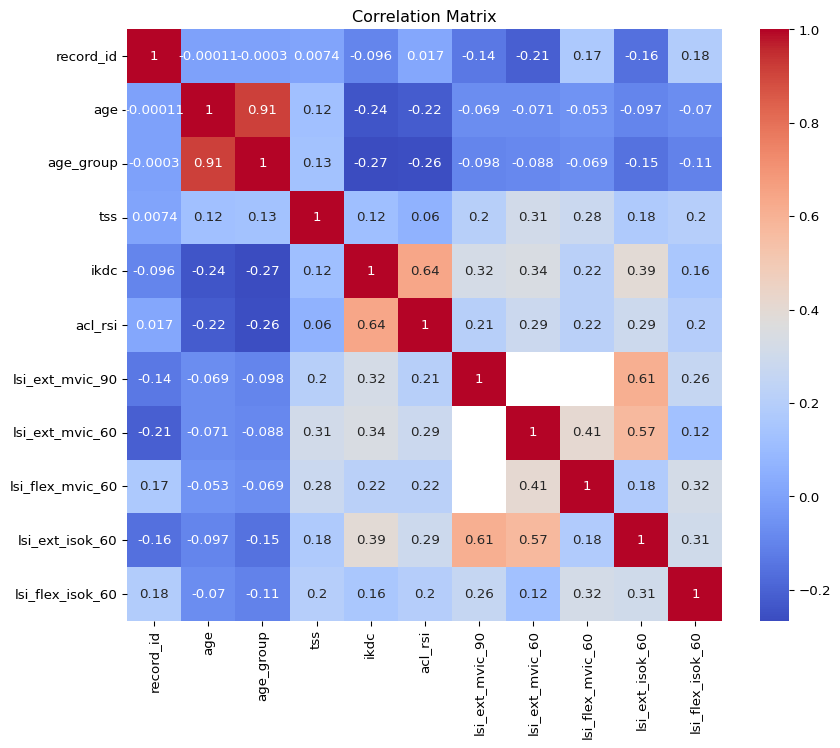 Correlation Matrix
record_id 1 -0.00011 -0.0003 0.0074 -0.096 0.017 -0.14 -0.21 0.17 -0.16 0.18
age -0.00011 1 0.91 0.12 -0.24 -0.22 -0.069 -0.071 -0.053 -0.097 -0.07
age_group -0.0003 0.91 1 0.13 -0.27 -0.26 -0.098 -0.088 -0.069 -0.15 -0.11
tss 0.0074 0.12 0.13 1 0.12 0.06 0.2 0.31 0.28 0.18 0.2
ikdc -0.096 -0.24 -0.27 0.12 1 0.64 0.32 0.34 0.22 0.39 0.16
acl_rsi 0.017 -0.22 -0.26 0.06 0.64 1 0.21 0.29 0.22 0.29 0.2
lsi_ext_mvic_90 -0.14 -0.069 -0.098 0.2 0.32 0.21 1 0.61 0.26
lsi_ext_mvic_60 -0.21 -0.071 -0.088 0.31 0.34 0.29 1 0.41 0.57 0.12
lsi_flex_mvic_60 0.17 -0.053 -0.069 0.28 0.22 0.22 0.41 1 0.18 0.32
lsi_ext_isok_60 -0.16 -0.097 -0.15 0.18 0.39 0.29 0.61 0.57 0.18 1 0.31
lsi_flex_isok_60 0.18 -0.07 -0.11 0.2 0.16 0.2 0.26 0.12 0.32 0.31 1
record_id age age_group tss ikdc acl_rsi lsi_ext_mvic_90 lsi_ext_mvic_60 lsi_flex_mvic_60 lsi_ext_isok_60 lsi_flex_isok_60
1.0
0.8
0.6
0.4
0.2
0.0
−0.2